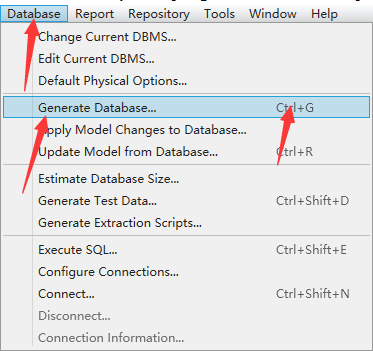 Database Report Repository Tools Window Help
Change Current DBMS...
Edit Current DBMS...
Default Physical Options...
Generate Database... Ctrl+G
Apply Model Changes to Database...
Update Model from Database... Ctrl+R
Estimate Database Size...
Generate Test Data... Ctrl+Shift+D
Generate Extraction Scripts...
Execute SQL... Ctrl+Shift+E
Configure Connections...
Connect... Ctrl+Shift+N
Disconnect...
Connection Information...